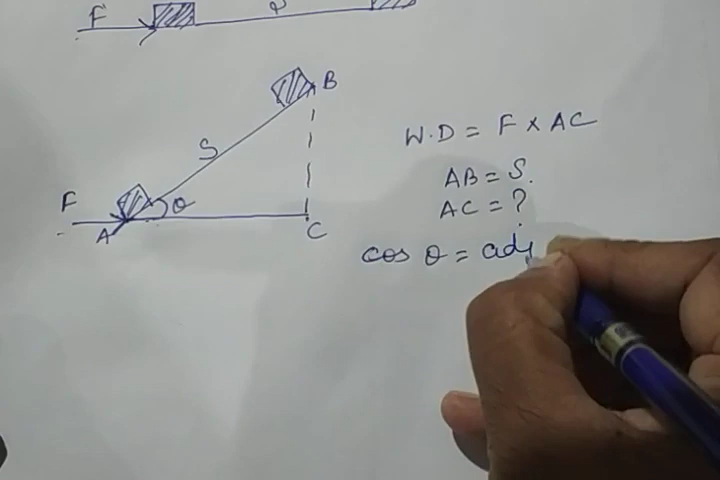 F
B
S
W.D = F × AC
AB = S.
AC = ?
F
θ
A
C
cos θ = adj